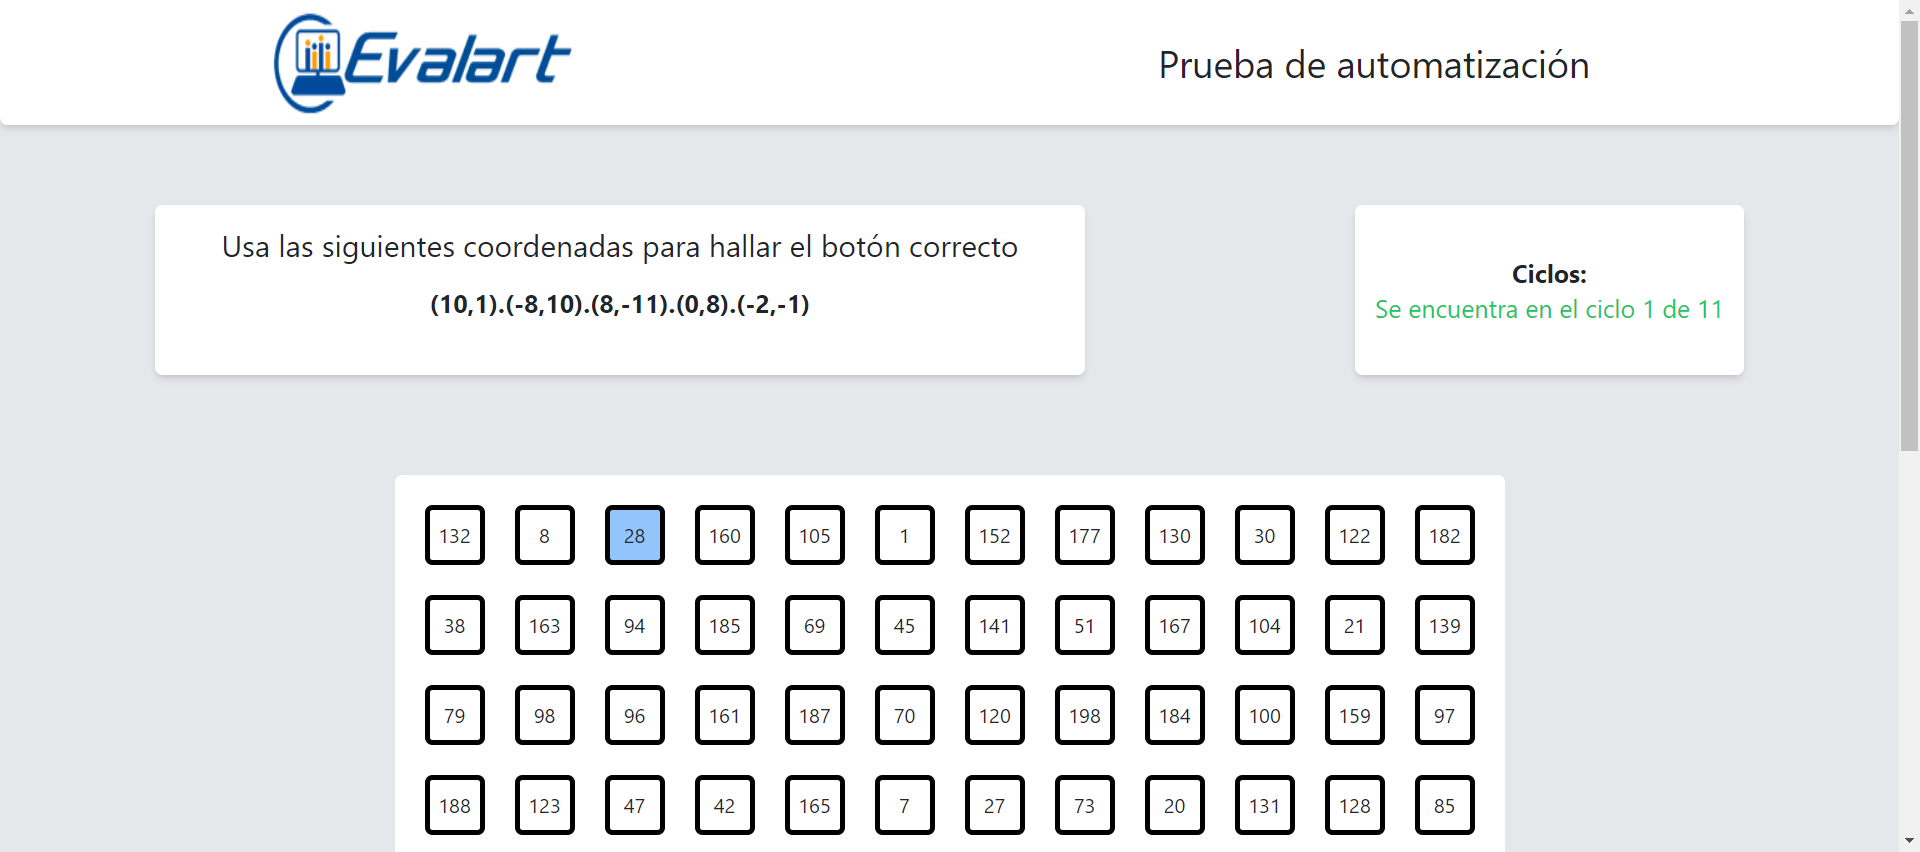 Evalart
Prueba de automatización
Usa las siguientes coordenadas para hallar el botón correcto
(10,1).(-8,10).(8,-11).(0,8).(-2,-1)
Ciclos:
Se encuentra en el ciclo 1 de 11
132 8 28 160 105 1 152 177 130 30 122 182
38 163 94 185 69 45 141 51 167 104 21 139
79 98 96 161 187 70 120 198 184 100 159 97
188 123 47 42 165 7 27 73 20 131 128 85